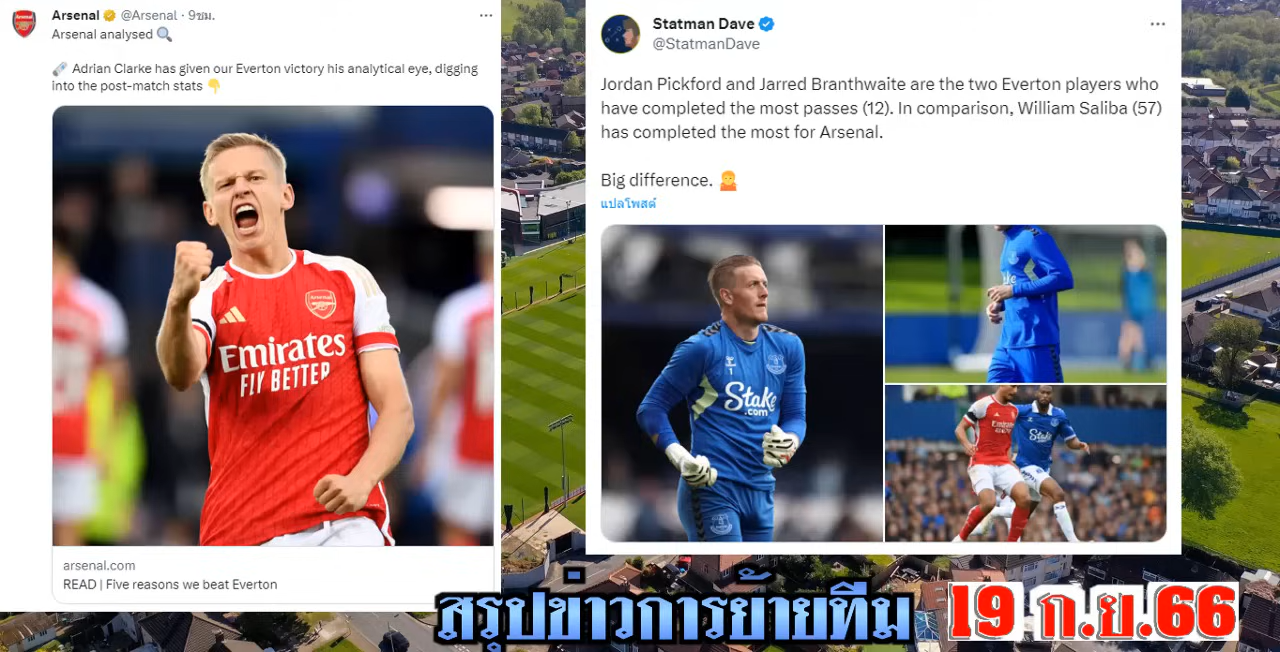 Arsenal @Arsenal · 9ชม.
Arsenal analysed 🔍
🩹 Adrian Clarke has given our Everton victory his analytical eye, digging
into the post-match stats 👇
Arsenal
Emirates
FLY BETTER
arsenal.com
READ | Five reasons we beat Everton
Statman Dave
@StatmanDave
Jordan Pickford and Jarred Branthwaite are the two Everton players who
have completed the most passes (12). In comparison, William Saliba (57)
has completed the most for Arsenal.
Big difference. 🤷
แปลโพสต์
1
Stake
.com
Emirates
Stake
สรุปข่าวการย้ายทีม 19 ก.ย.66